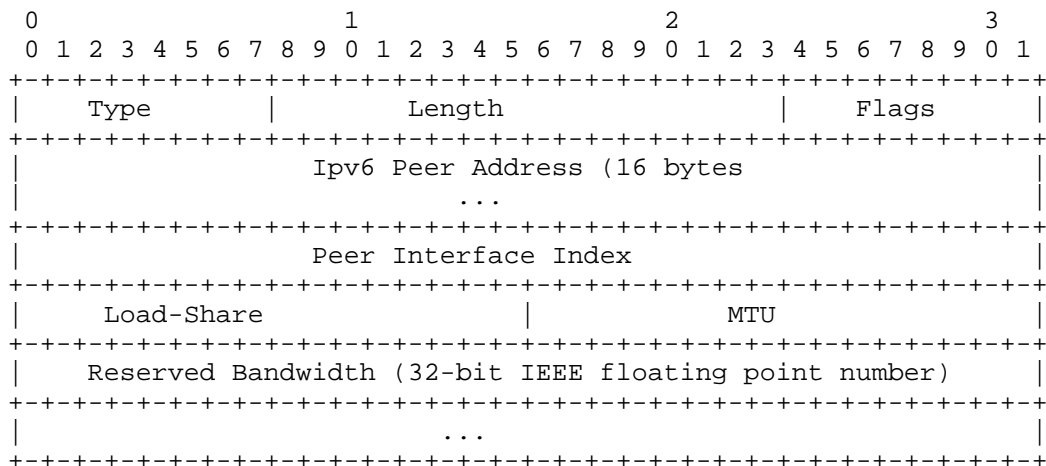 0                   1                   2                   3
0 1 2 3 4 5 6 7 8 9 0 1 2 3 4 5 6 7 8 9 0 1 2 3 4 5 6 7 8 9 0 1
+-+-+-+-+-+-+-+-+-+-+-+-+-+-+-+-+-+-+-+-+-+-+-+-+-+-+-+-+-+-+-+-+
|    Type       |        Length                 |    Flags      |
+-+-+-+-+-+-+-+-+-+-+-+-+-+-+-+-+-+-+-+-+-+-+-+-+-+-+-+-+-+-+-+-+
|                  Ipv6 Peer Address (16 bytes                  |
|                           ...                                 |
+-+-+-+-+-+-+-+-+-+-+-+-+-+-+-+-+-+-+-+-+-+-+-+-+-+-+-+-+-+-+-+-+
|                  Peer Interface Index                         |
+-+-+-+-+-+-+-+-+-+-+-+-+-+-+-+-+-+-+-+-+-+-+-+-+-+-+-+-+-+-+-+-+
|     Load-Share                |            MTU                |
+-+-+-+-+-+-+-+-+-+-+-+-+-+-+-+-+-+-+-+-+-+-+-+-+-+-+-+-+-+-+-+-+
|    Reserved Bandwidth (32-bit IEEE floating point number)     |
+-+-+-+-+-+-+-+-+-+-+-+-+-+-+-+-+-+-+-+-+-+-+-+-+-+-+-+-+-+-+-+-+
|                          ...                                  |
+-+-+-+-+-+-+-+-+-+-+-+-+-+-+-+-+-+-+-+-+-+-+-+-+-+-+-+-+-+-+-+-+